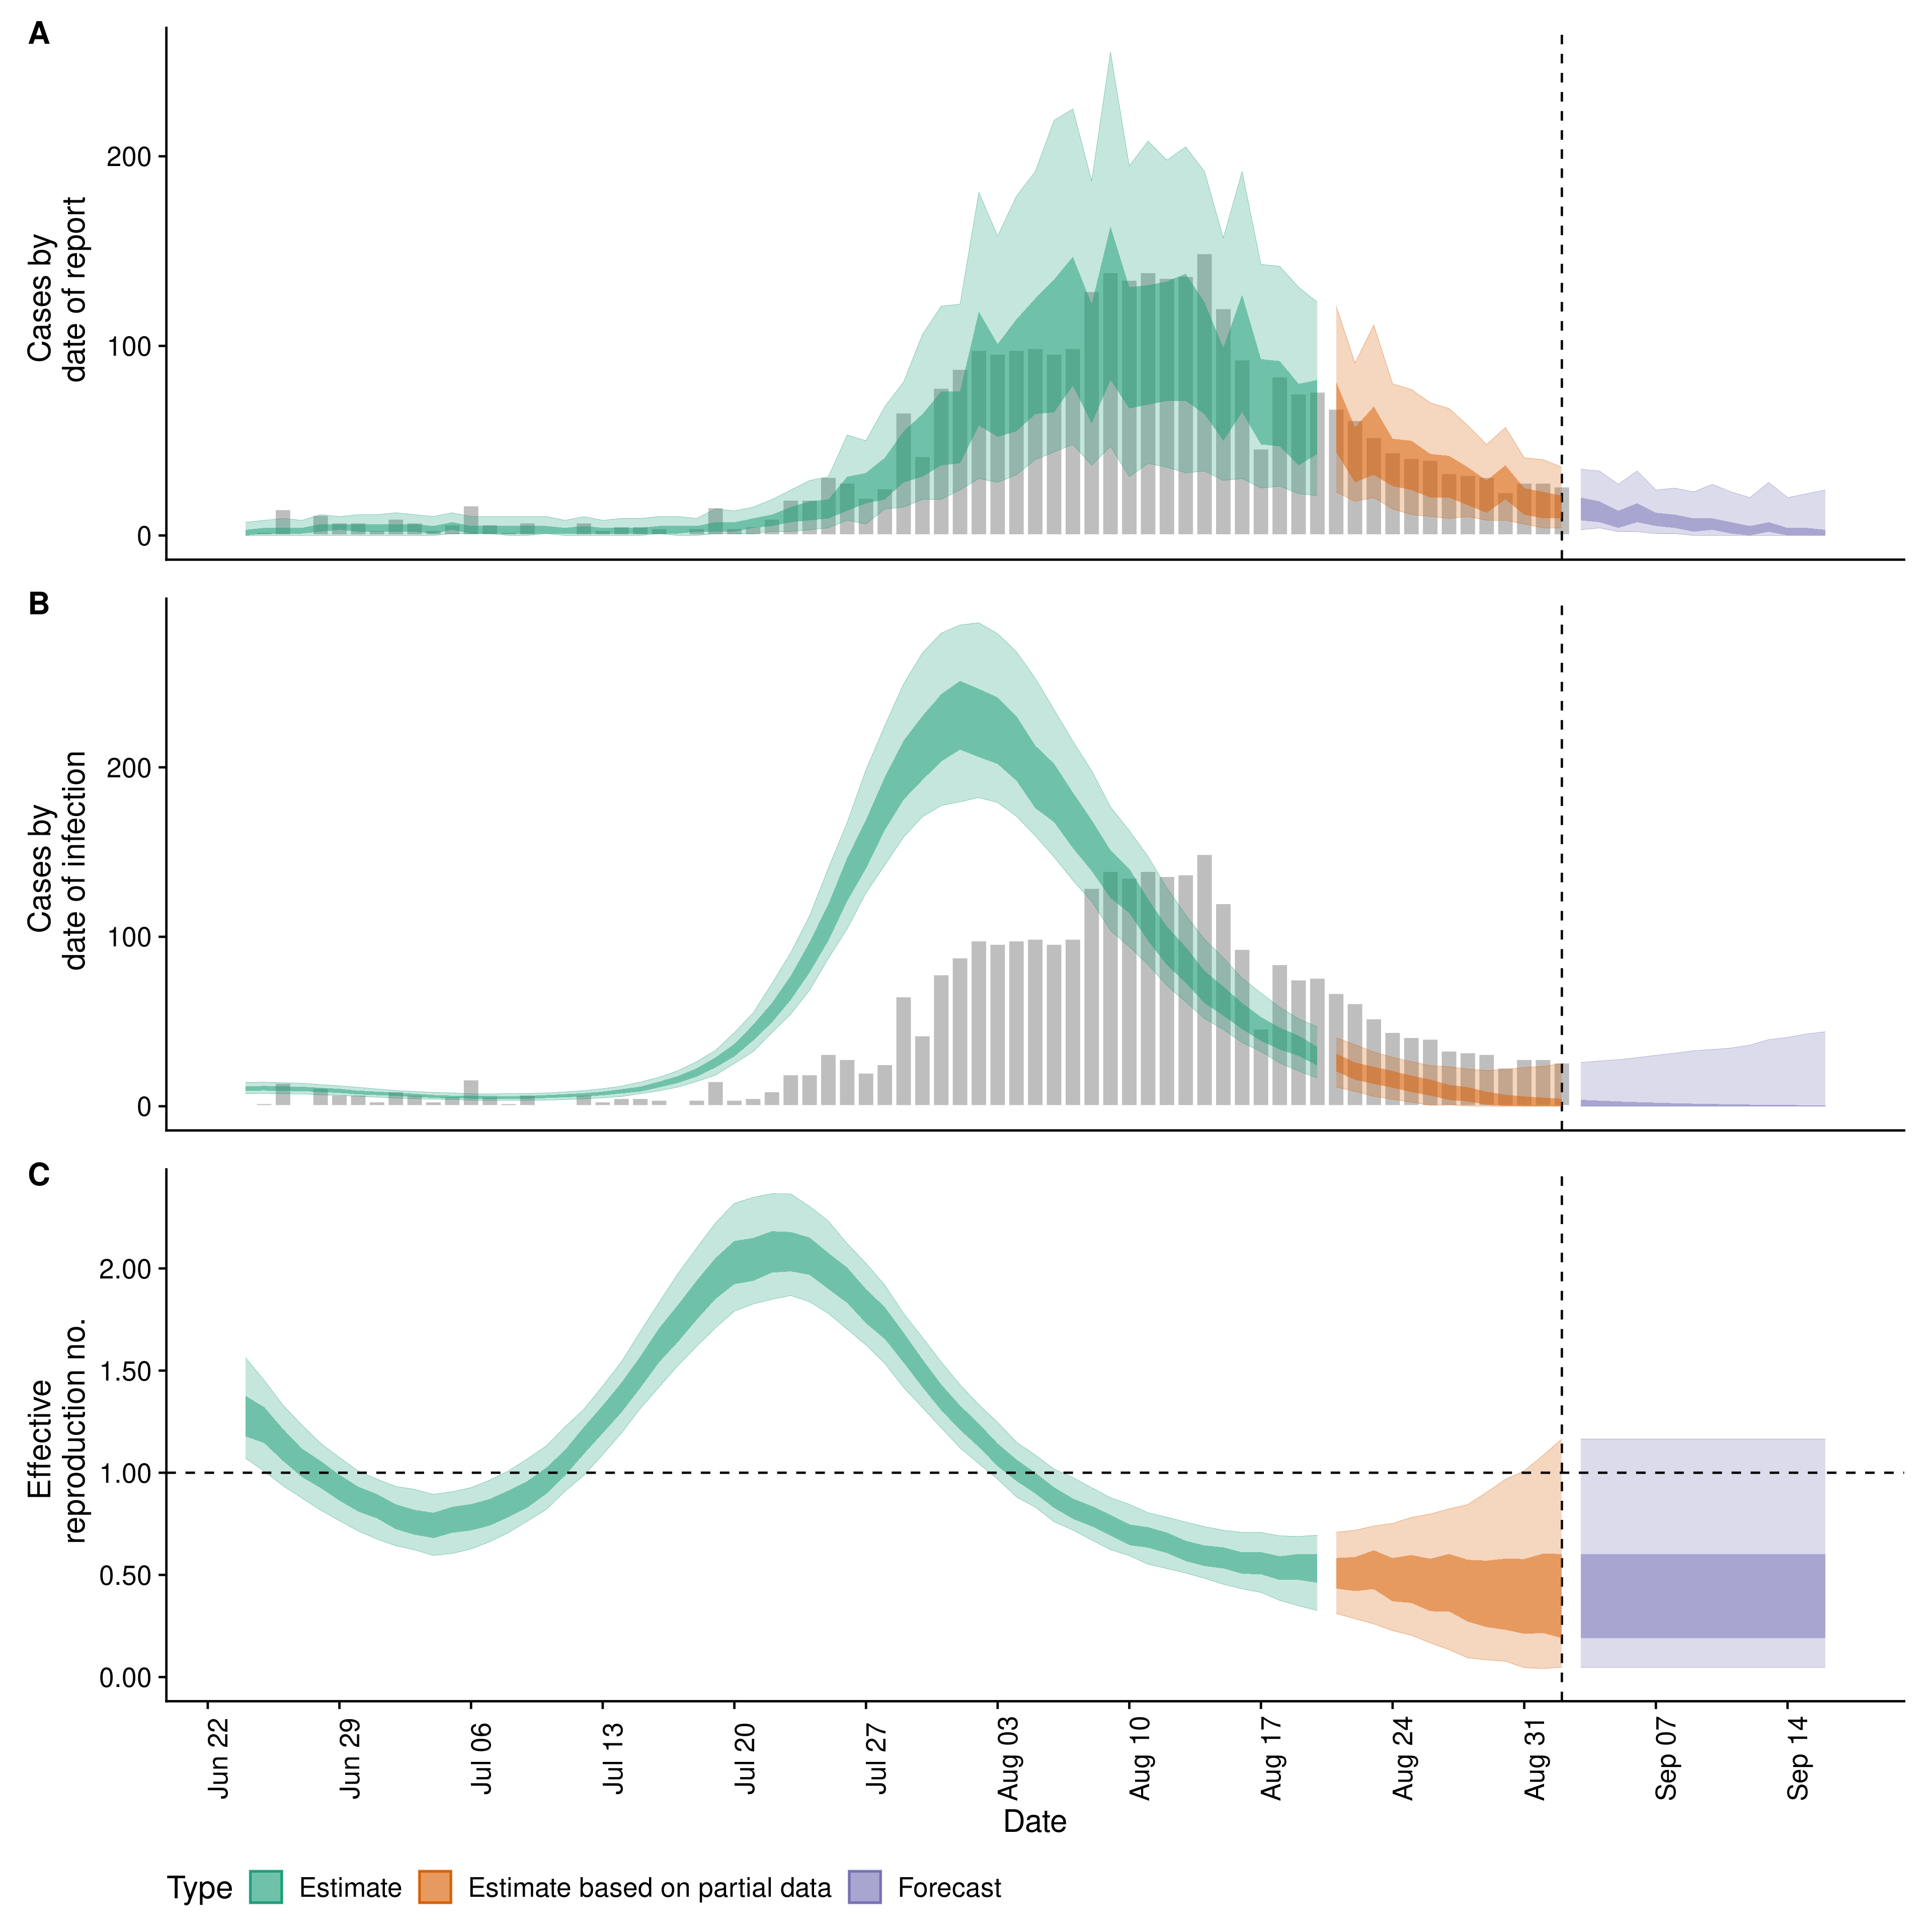 A
Cases by
date of report
200
100
0
B
Cases by
date of infection
200
100
0
C
Effective
reproduction no.
2.00
1.50
1.00
0.50
0.00
Jun 22
Jun 29
Jul 06
Jul 13
Jul 20
Jul 27
Aug 03
Aug 10
Aug 17
Aug 24
Aug 31
Sep 07
Sep 14
Date
Type Estimate Estimate based on partial data Forecast